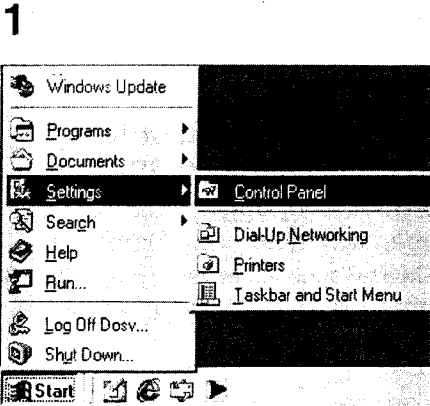 1
Windows Update
Programs
Documents
Settings
Control Panel
Search
Dial-Up Networking
Help
Printers
Run...
Taskbar and Start Menu
Log Off Dosv...
Shut Down...
Start